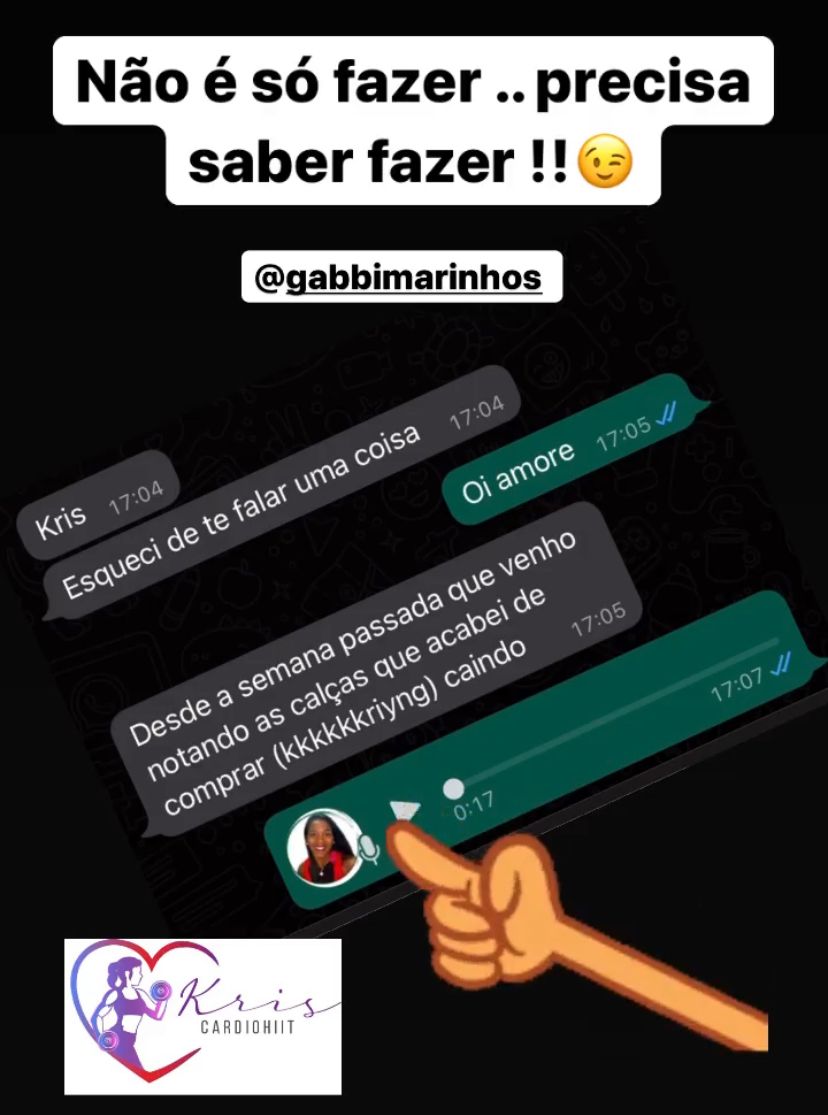 Não é só fazer .. precisa
saber fazer !!😉
@gabbimarinhos
Kris 17:04
Esqueci de te falar uma coisa 17:04
Oi amore 17:05
Desde a semana passada que venho
notando as calças que acabei de
comprar (kkkkkkriyng) caindo 17:05
0:17 17:07
Kris
CARDIOHIIT